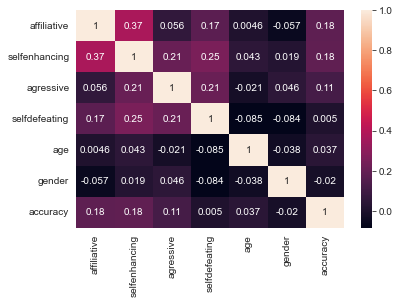 affiliative 1 0.37 0.056 0.17 0.0046 -0.057 0.18
selfenhancing 0.37 1 0.21 0.25 0.043 0.019 0.18
agressive 0.056 0.21 1 0.21 -0.021 0.046 0.11
selfdefeating 0.17 0.25 0.21 1 -0.085 -0.084 0.005
age 0.0046 0.043 -0.021 -0.085 1 -0.038 0.037
gender -0.057 0.019 0.046 -0.084 -0.038 1 -0.02
accuracy 0.18 0.18 0.11 0.005 0.037 -0.02 1
affiliative
selfenhancing
agressive
selfdefeating
age
gender
accuracy
1.0
0.8
0.6
0.4
0.2
0.0